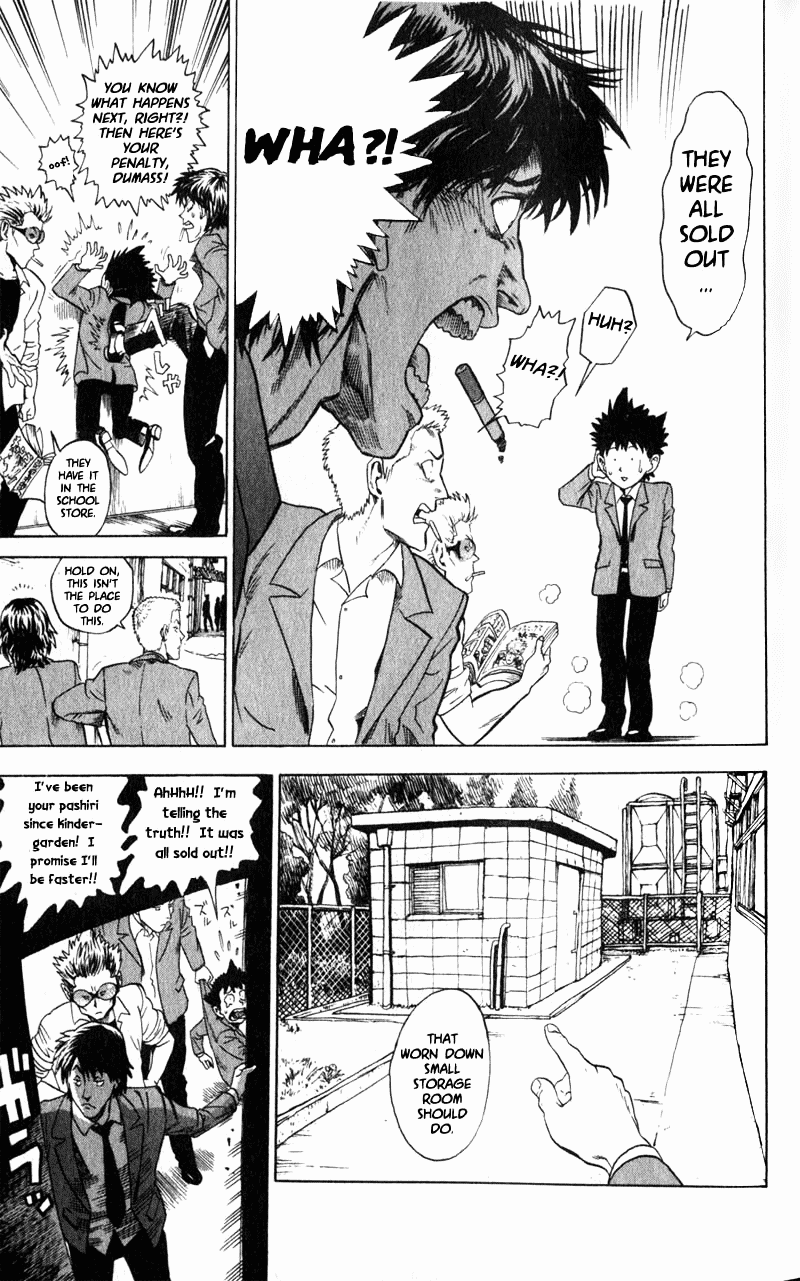 THEY
WERE
ALL
SOLD
OUT
...
HUH?
WHA?!
WHA?!
YOU KNOW
WHAT HAPPENS
NEXT, RIGHT?!
THEN HERE'S
YOUR
PENALTY,
DUMASS!
oof!
THEY
HAVE IT
IN THE
SCHOOL
STORE.
HOLD ON,
THIS ISN'T
THE PLACE
TO DO
THIS.
THAT
WORN DOWN
SMALL
STORAGE
ROOM
SHOULD
DO.
AhHhH!! I'm
telling the
truth!! It was
all sold out!!
I've been
your pashiri
since kinder-
garden! I
promise I'll
be faster!!